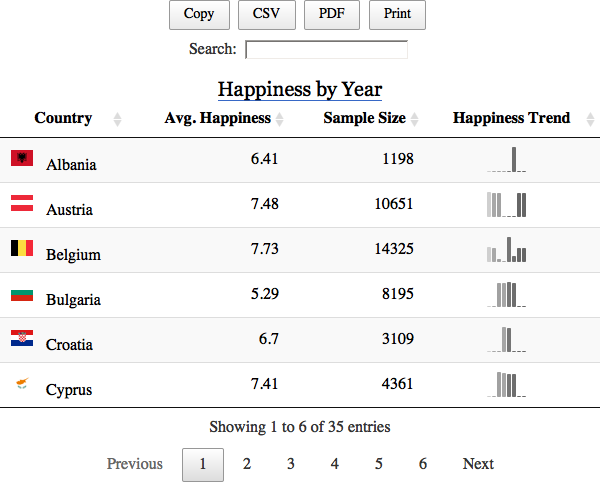 Copy CSV PDF Print
Search:
Happiness by Year
Country Avg. Happiness Sample Size Happiness Trend
Albania 6.41 1198
Austria 7.48 10651
Belgium 7.73 14325
Bulgaria 5.29 8195
Croatia 6.7 3109
Cyprus 7.41 4361
Showing 1 to 6 of 35 entries
Previous 1 2 3 4 5 6 Next